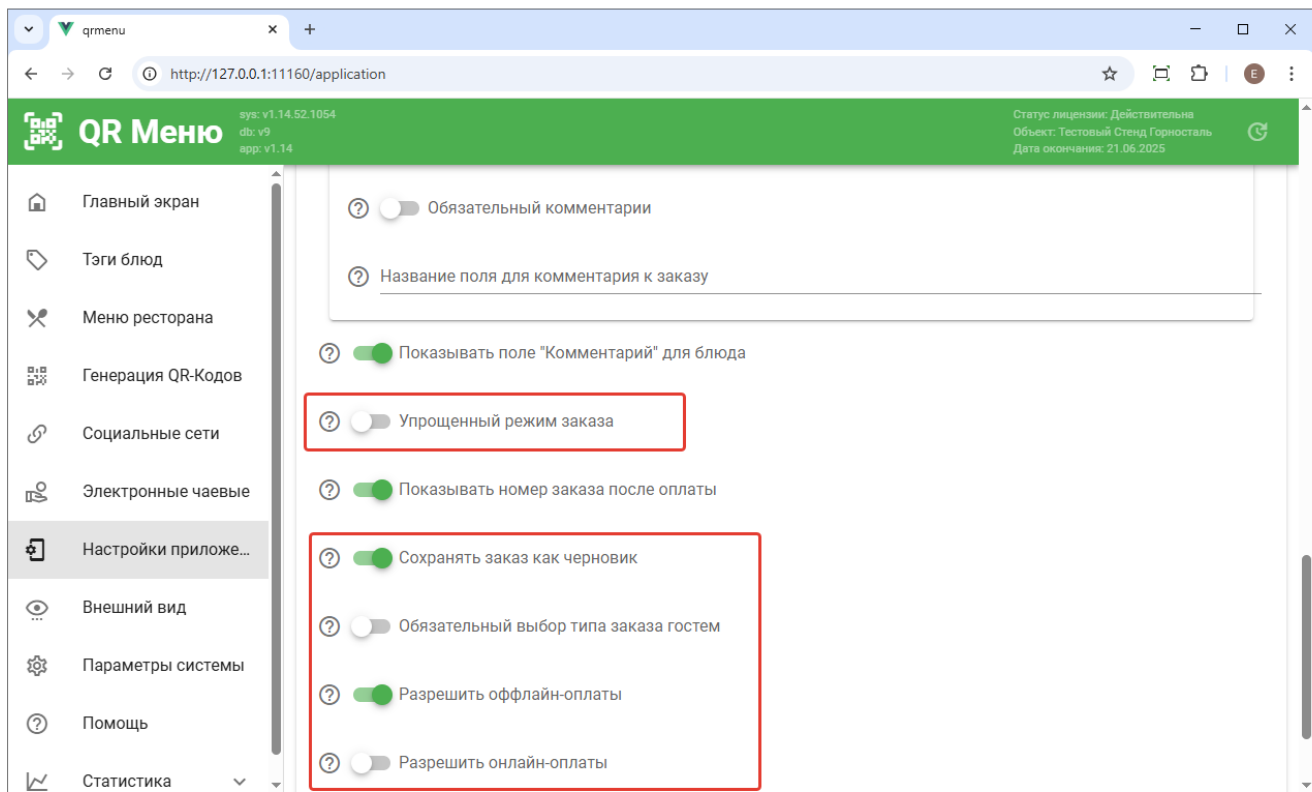 qrmenu
http://127.0.0.1:11160/application
E
QR Меню
sys: v1.14.52.1054
db: v9
app: v1.14
Статус лицензии: Действительна
Объект: Тестовый Стенд Горносталь
Дата окончания: 21.06.2025
Главный экран
Тэги блюд
Меню ресторана
Генерация QR-Кодов
Социальные сети
Электронные чаевые
Настройки приложе...
Внешний вид
Параметры системы
Помощь
Статистика
Обязательный комментарии
Название поля для комментария к заказу
Показывать поле "Комментарий" для блюда
Упрощенный режим заказа
Показывать номер заказа после оплаты
Сохранять заказ как черновик
Обязательный выбор типа заказа гостем
Разрешить оффлайн-оплаты
Разрешить онлайн-оплаты